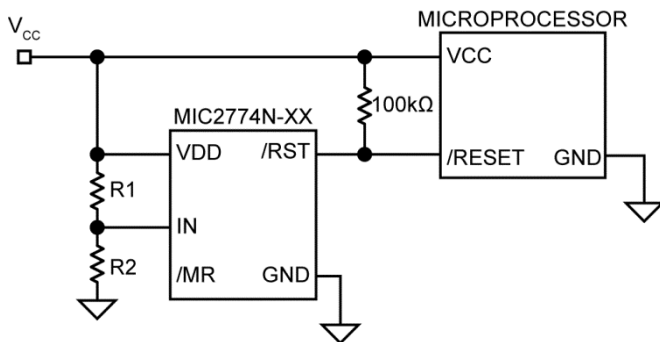 MICROPROCESSOR
VCC
VCC
100kΩ
MIC2774N-XX
VDD
/RST
/RESET
GND
R1
IN
R2
/MR
GND